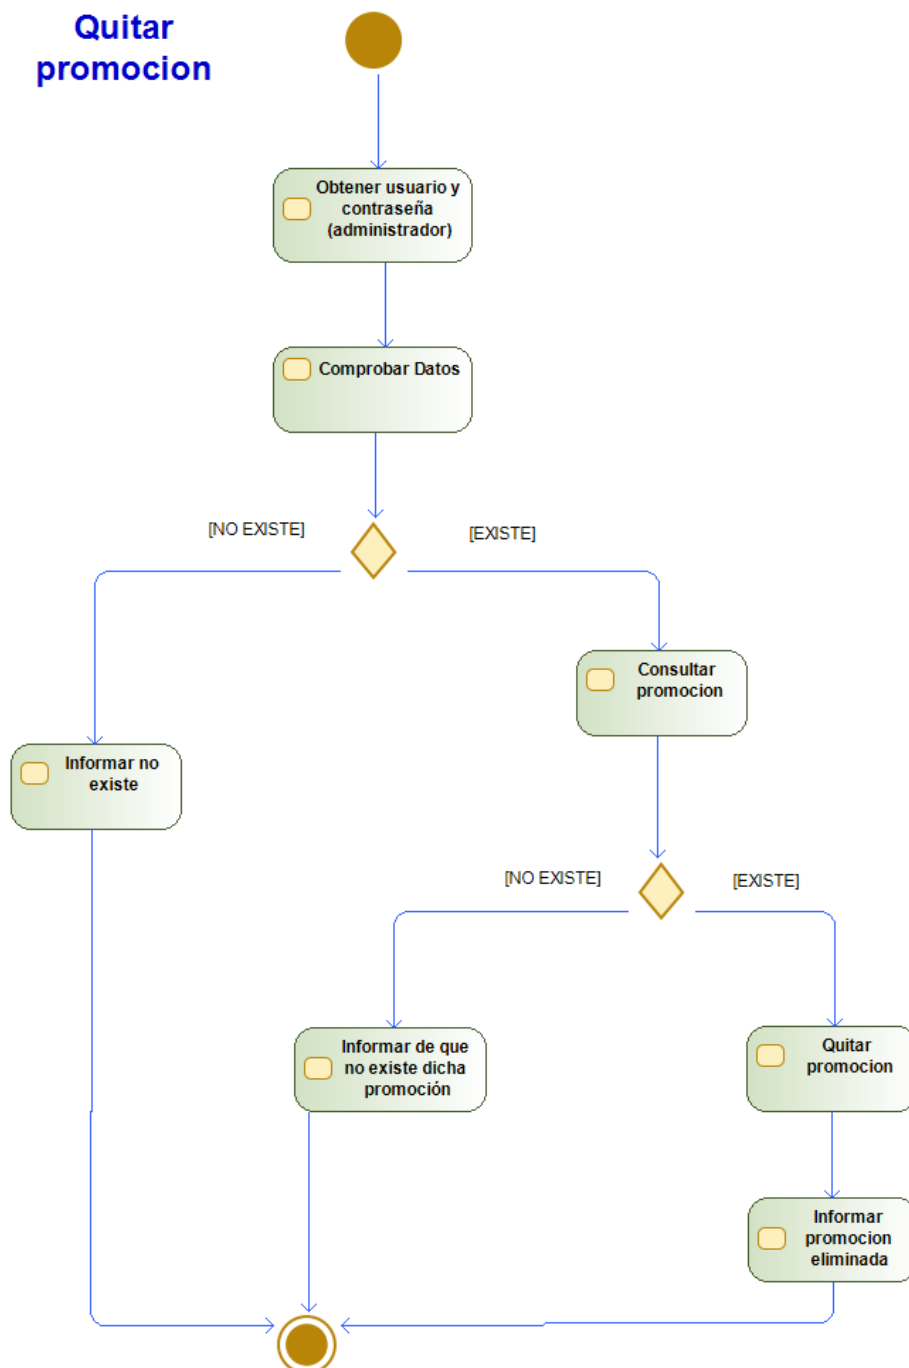 Quitar
promocion
Obtener usuario y
contraseña
(administrador)
Comprobar Datos
[NO EXISTE]
[EXISTE]
Consultar
promocion
Informar no
existe
[NO EXISTE]
[EXISTE]
Informar de que
no existe dicha
promoción
Quitar
promocion
Informar
promocion
eliminada